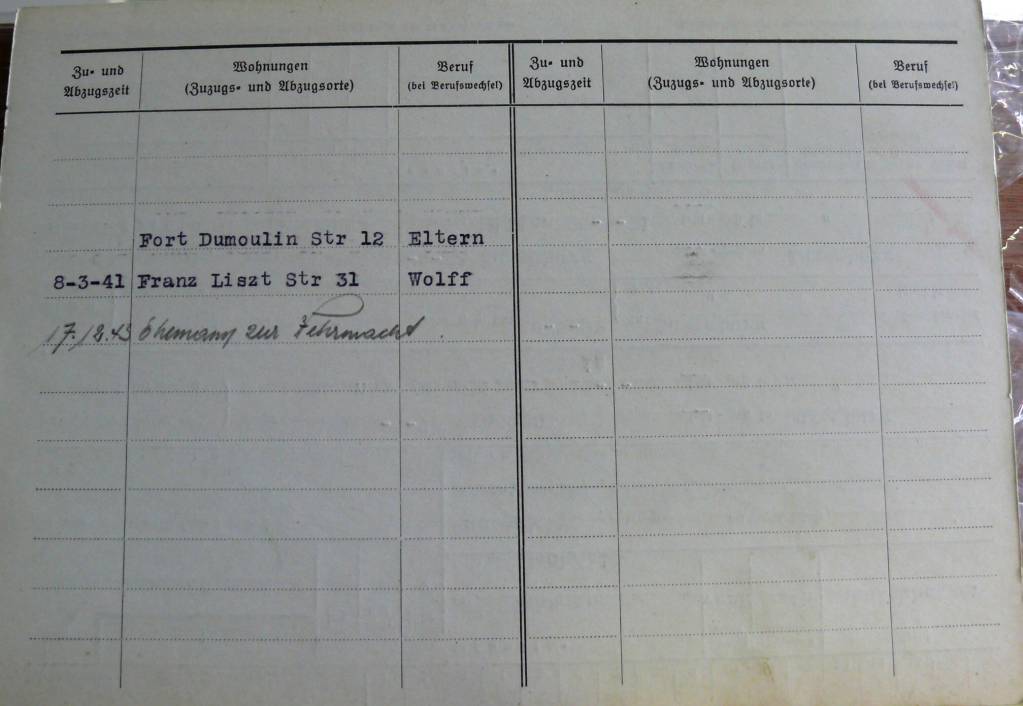 Zu- und Abzugszeit
Wohnungen
(Zuzugs- und Abzugsorte)
Beruf
(bei Berufswechsel)
Zu- und Abzugszeit
Wohnungen
(Zuzugs- und Abzugsorte)
Beruf
(bei Berufswechsel)
Fort Dumoulin Str 12 Eltern
8-3-41 Franz Liszt Str 31 Wolff
17.12.43 Ehemann zur Wehrmacht.